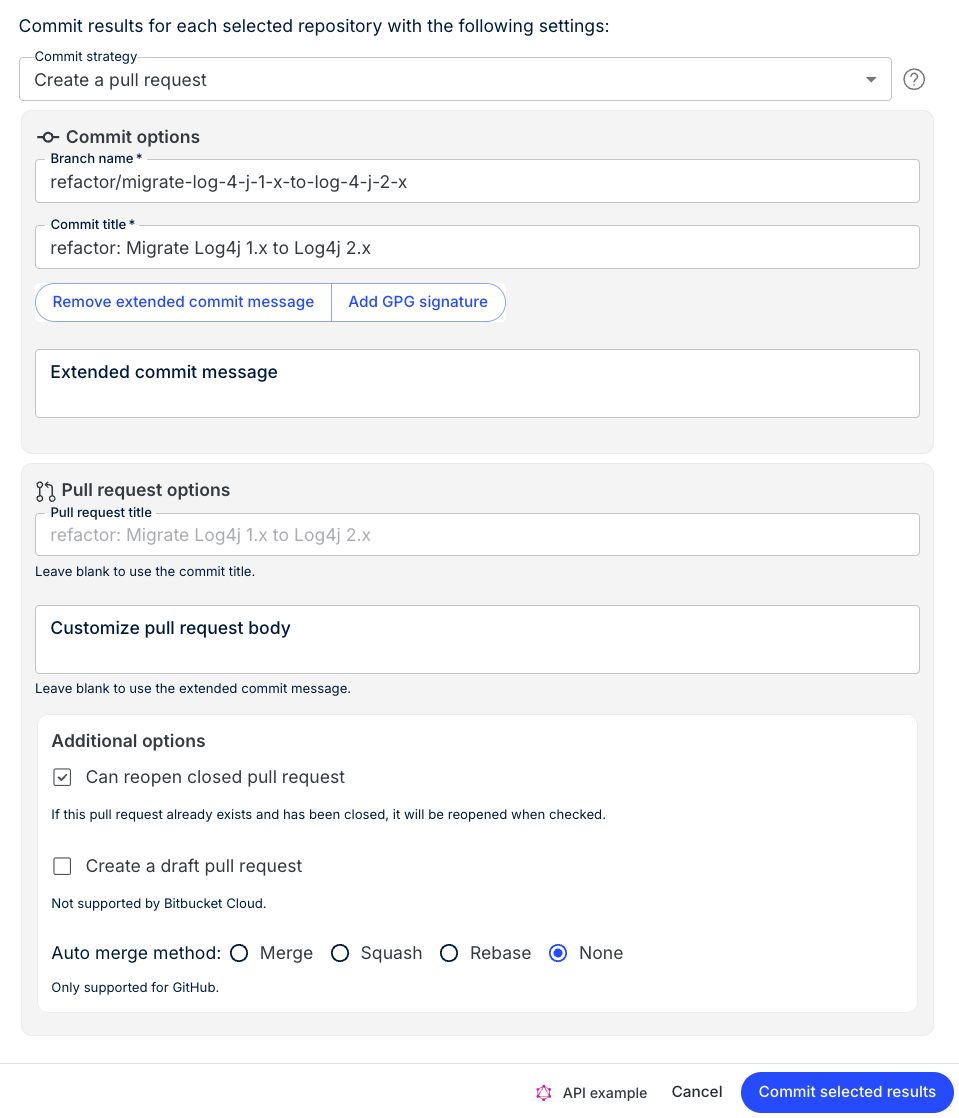 Commit results for each selected repository with the following settings:
Commit strategy
Create a pull request
?
Commit options
Branch name *
refactor/migrate-log-4-j-1-x-to-log-4-j-2-x
Commit title *
refactor: Migrate Log4j 1.x to Log4j 2.x
Remove extended commit message Add GPG signature
Extended commit message
Pull request options
Pull request title
refactor: Migrate Log4j 1.x to Log4j 2.x
Leave blank to use the commit title.
Customize pull request body
Leave blank to use the extended commit message.
Additional options
Can reopen closed pull request
If this pull request already exists and has been closed, it will be reopened when checked.
Create a draft pull request
Not supported by Bitbucket Cloud.
Auto merge method: Merge Squash Rebase None
Only supported for GitHub.
API example Cancel Commit selected results